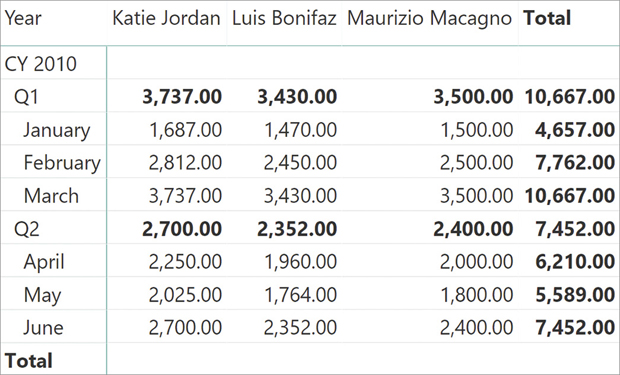 Year Katie Jordan Luis Bonifaz Maurizio Macagno Total
CY 2010
Q1 3,737.00 3,430.00 3,500.00 10,667.00
January 1,687.00 1,470.00 1,500.00 4,657.00
February 2,812.00 2,450.00 2,500.00 7,762.00
March 3,737.00 3,430.00 3,500.00 10,667.00
Q2 2,700.00 2,352.00 2,400.00 7,452.00
April 2,250.00 1,960.00 2,000.00 6,210.00
May 2,025.00 1,764.00 1,800.00 5,589.00
June 2,700.00 2,352.00 2,400.00 7,452.00
Total